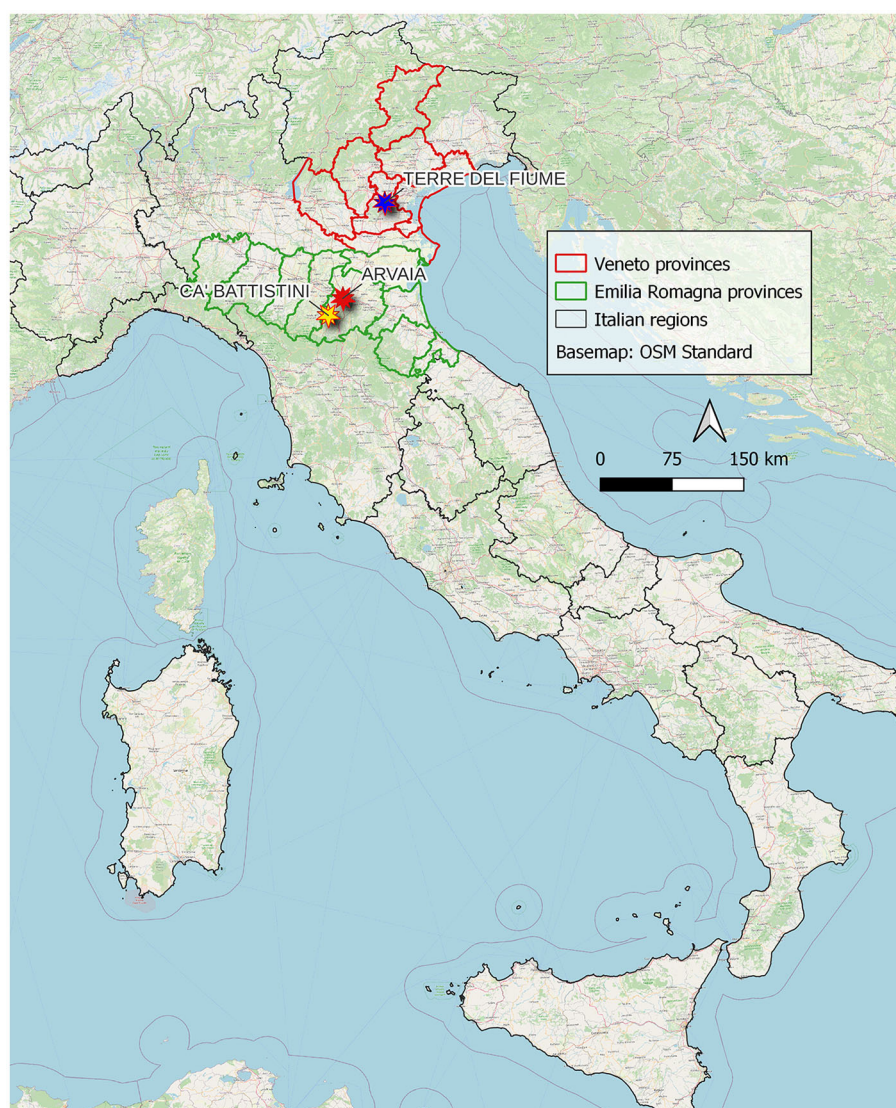 TERRE DEL FIUME
ARVAIA
CA' BATTISTINI
Veneto provinces
Emilia Romagna provinces
Italian regions
Basemap: OSM Standard
0 75 150 km